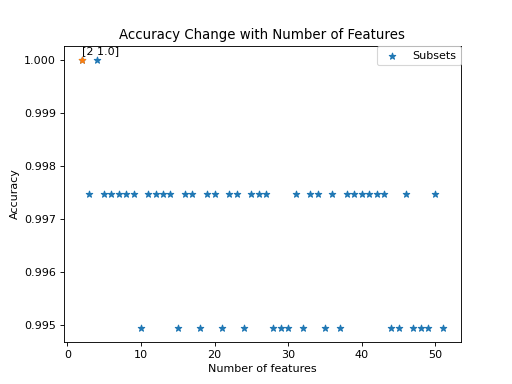 Accuracy Change with Number of Features
[2 1.0]
Subsets
1.000
0.999
0.998
0.997
0.996
0.995
Accuracy
0 10 20 30 40 50
Number of features